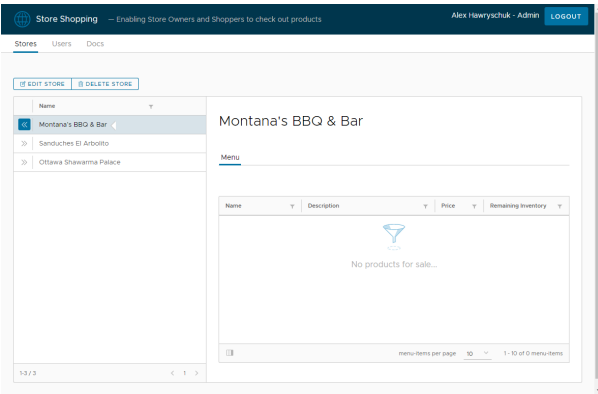 Store Shopping — Enabling Store Owners and Shoppers to check out products Alex Hawryschuk - Admin LOGOUT
Stores Users Docs
EDIT STORE DELETE STORE
Name
Montana's BBQ & Bar
Sanduches El Arbolito
Ottawa Shawarma Palace
1-3 / 3 1
Montana's BBQ & Bar
Menu
Name Description Price Remaining Inventory
No products for sale...
menu-items per page 10 1 - 10 of 0 menu-items